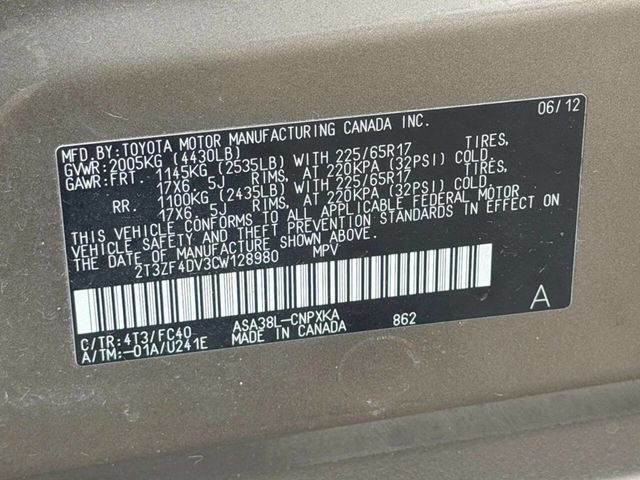 06/12
MFD.BY:TOYOTA MOTOR MANUFACTURING CANADA INC.
GVWR:2005KG (4430LB)
GAWR:FRT. 1145KG (2535LB) WITH 225/65R17 TIRES,
17X6.5J RIMS, AT 220KPA (32PSI) COLD.
RR. 1100KG (2435LB) WITH 225/65R17 TIRES,
17X6.5J RIMS, AT 220KPA (32PSI) COLD.
THIS VEHICLE CONFORMS TO ALL APPLICABLE FEDERAL MOTOR
VEHICLE SAFETY AND THEFT PREVENTION STANDARDS IN EFFECT ON
THE DATE OF MANUFACTURE SHOWN ABOVE.
2T3ZF4DV3CW128980 MPV
C/TR:4T3/FC40 ASA38L-CNPXKA 862 A
A/TM:-01A/U241E MADE IN CANADA